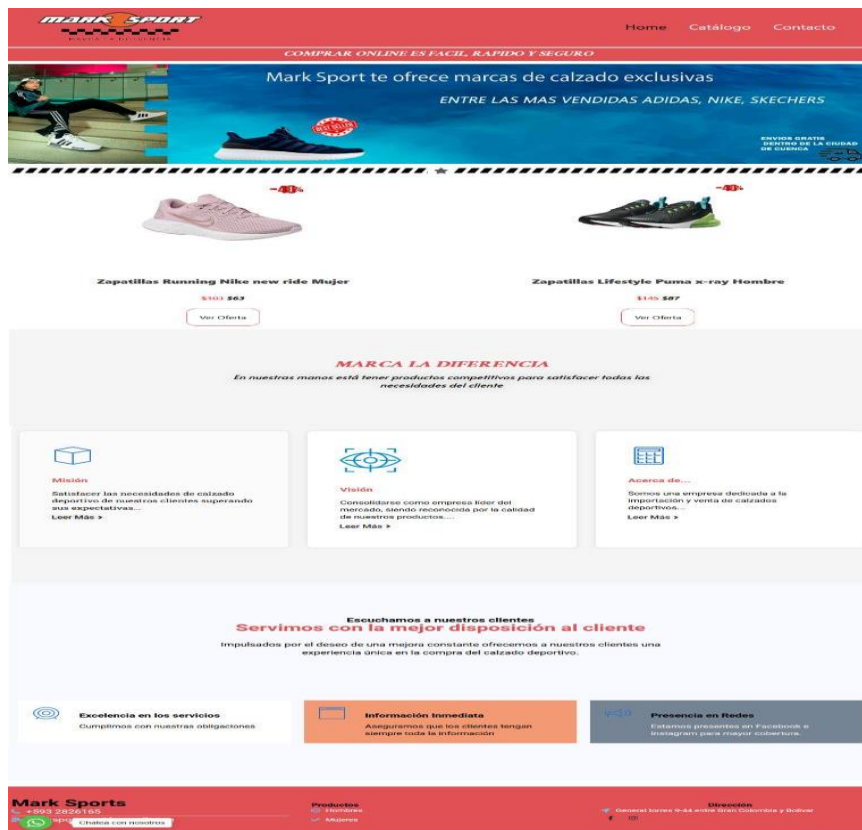 MARK SPORT
MARCA LA DIFERENCIA
Home Catálogo Contacto
COMPRAR ONLINE ES FACIL, RAPIDO Y SEGURO
Mark Sport te ofrece marcas de calzado exclusivas
ENTRE LAS MAS VENDIDAS ADIDAS, NIKE, SKECHERS
BEST SELLER
ENVIOS GRATIS
DENTRO DE LA CIUDAD
DE CUENCA
-40%
Zapatillas Running Nike new ride Mujer
$103 $63
Ver Oferta
-40%
Zapatillas Lifestyle Puma x-ray Hombre
$145 $87
Ver Oferta
MARCA LA DIFERENCIA
En nuestras manos está tener productos competitivos para satisfacer todas las
necesidades del cliente
Misión
Satisfacer las necesidades de calzado
deportivo de nuestros clientes superando
sus expectativas...
Leer Más >
Visión
Consolidarse como empresa líder del
mercado, siendo reconocida por la calidad
de nuestros productos....
Leer Más >
Acerca de...
Somos una empresa dedicada a la
importación y venta de calzados
deportivos...
Leer Más >
Escuchamos a nuestros clientes
Servimos con la mejor disposición al cliente
Impulsados por el deseo de una mejora constante ofrecemos a nuestros clientes una
experiencia única en la compra del calzado deportivo.
Excelencia en los servicios
Cumplimos con nuestras obligaciones
Información Inmediata
Aseguramos que los clientes tengan
siempre toda la información
Presencia en Redes
Estamos presentes en Facebook e
Instagram para mayor cobertura.
Mark Sports
+593 2826165
Chatea con nosotros
Productos
Hombres
Mujeres
Dirección
General torres 9-44 entre Gran Colombia y Bolivar